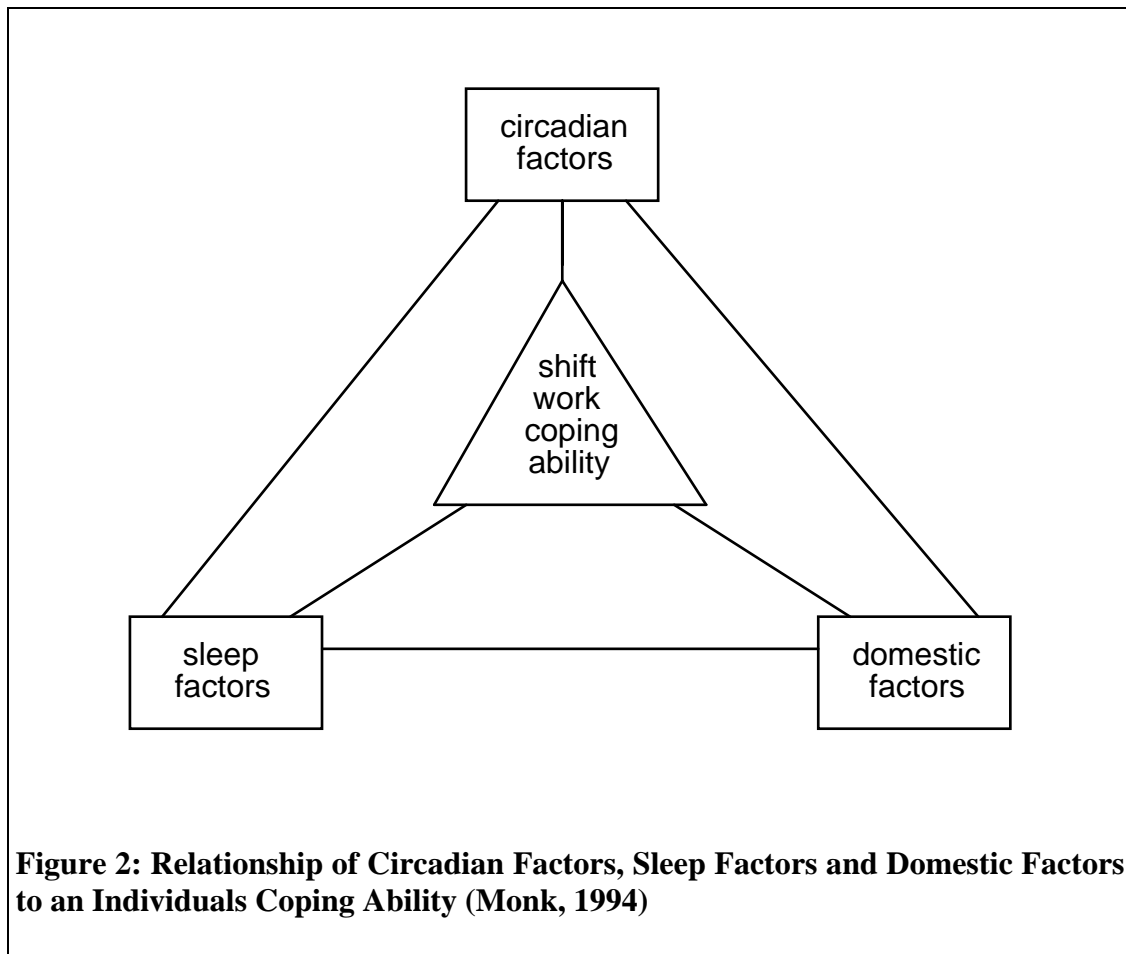 circadian
factors
shift
work
coping
ability
sleep
factors
domestic
factors
Figure 2: Relationship of Circadian Factors, Sleep Factors and Domestic Factors
to an Individuals Coping Ability (Monk, 1994)